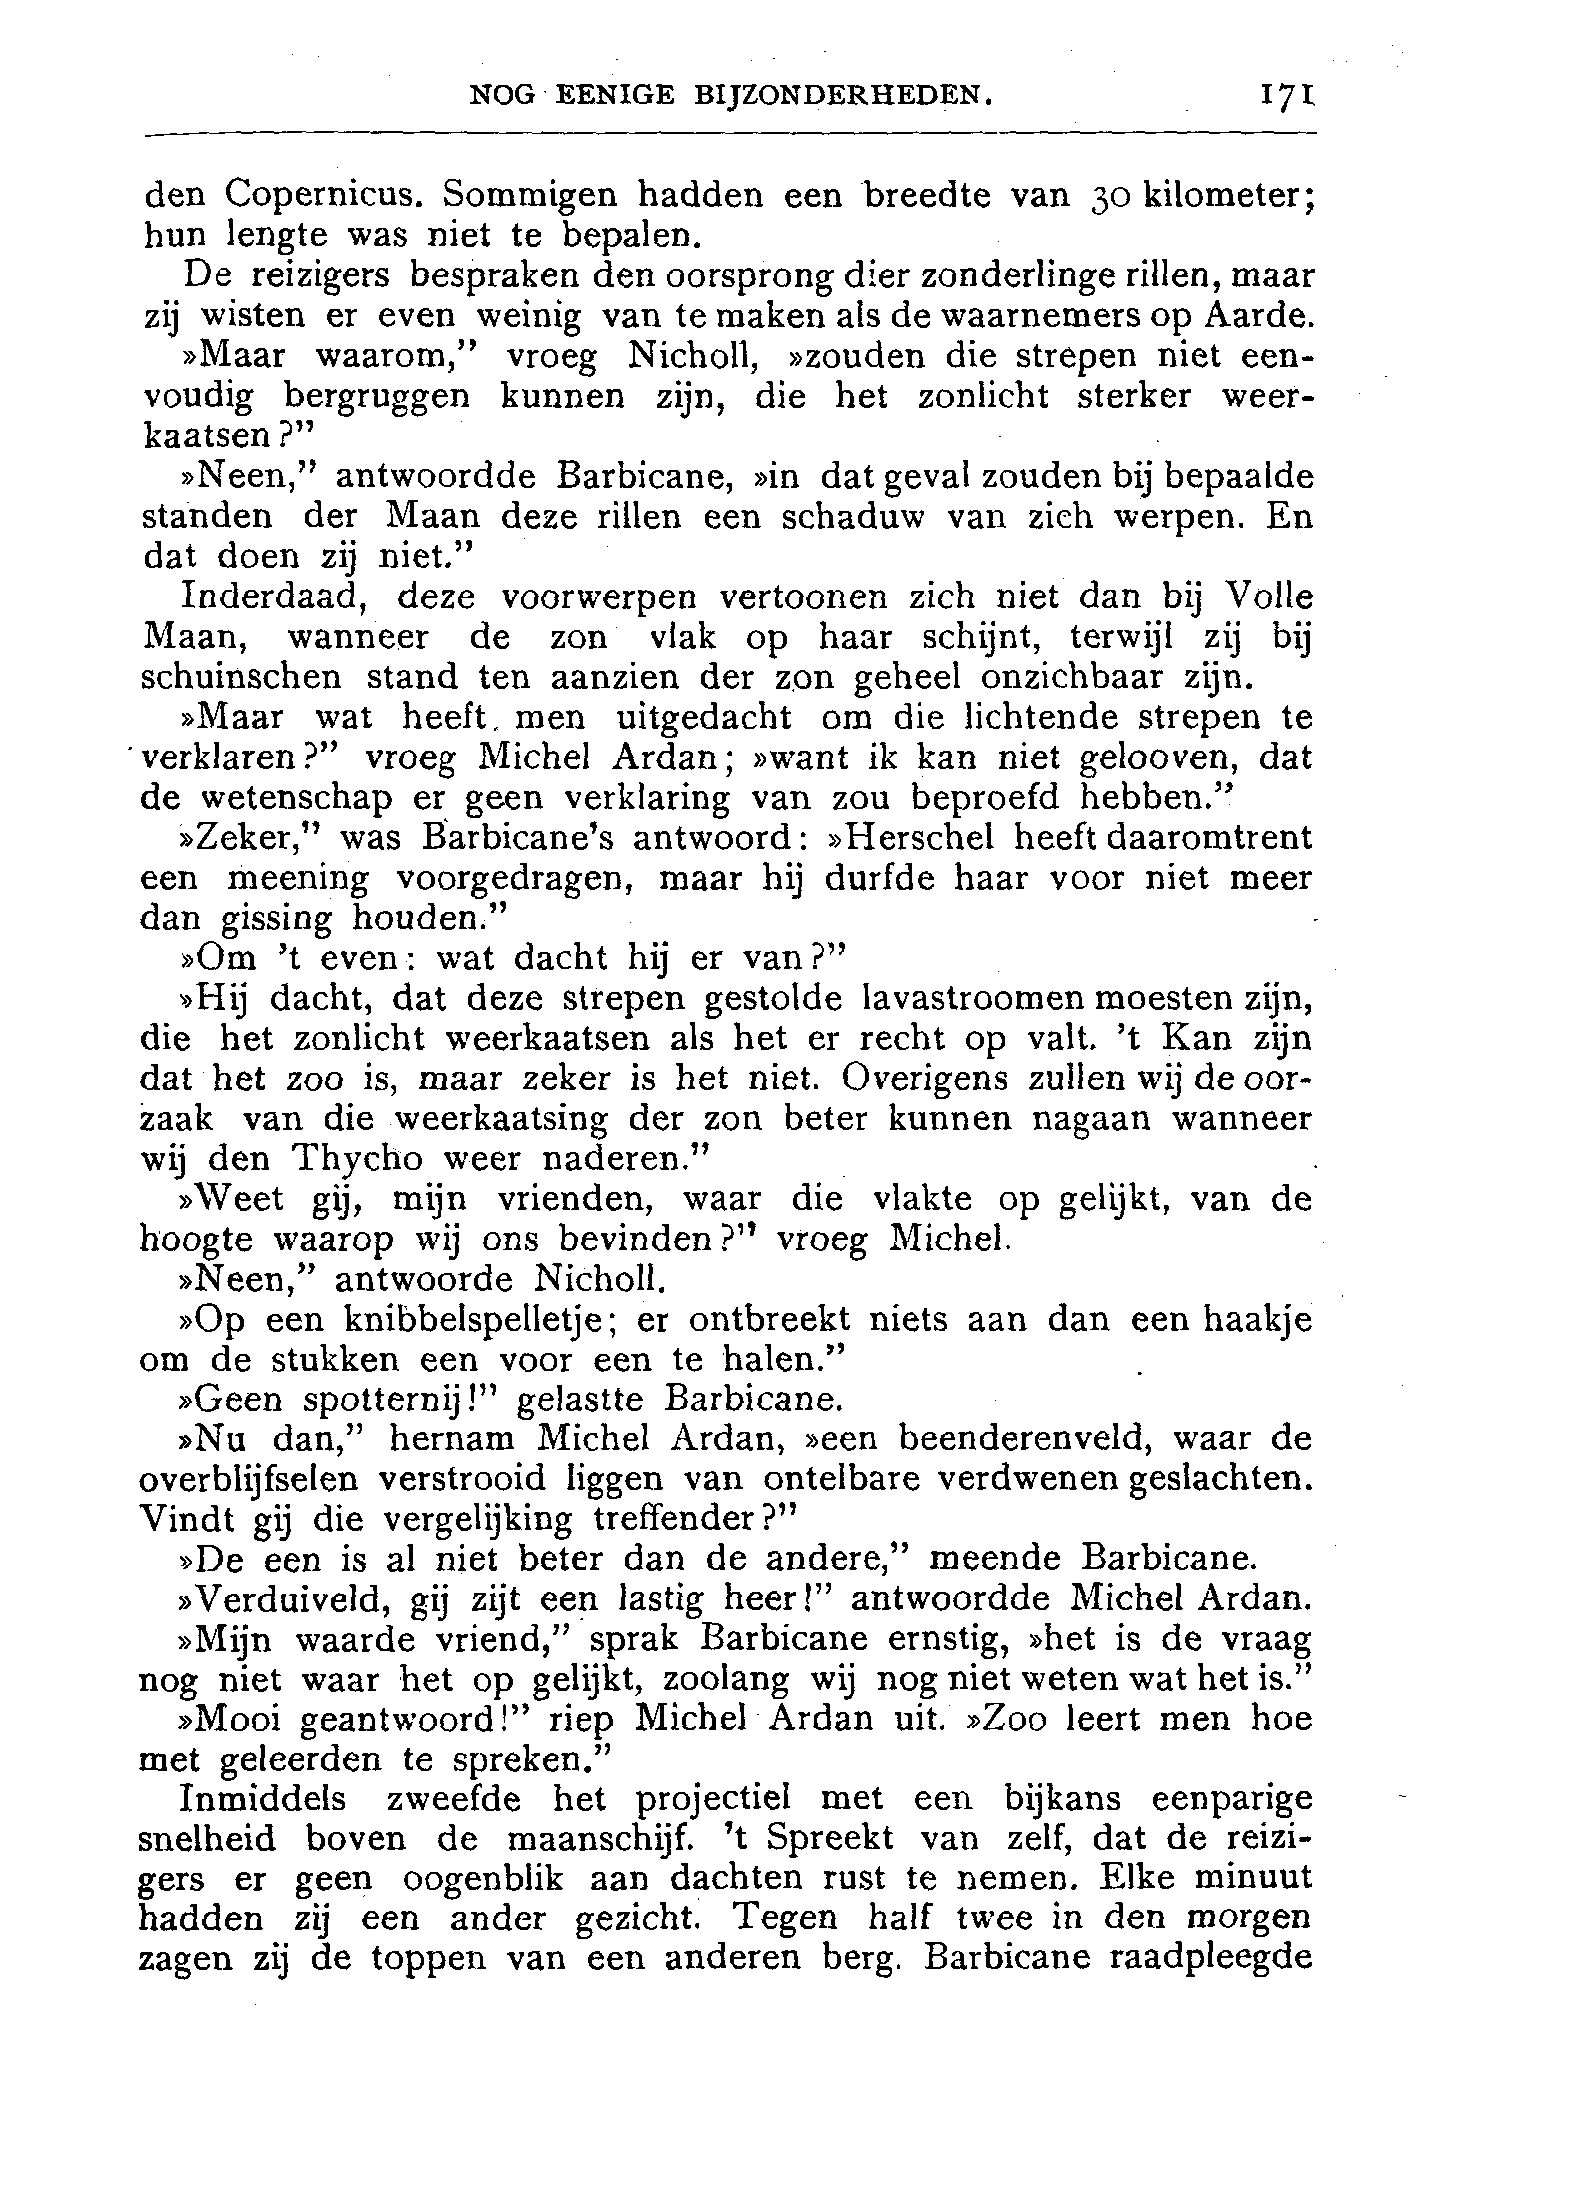 NOG EENIGE BIJZONDERHEDEN. 171
den Copernicus. Sommigen hadden een breedte van 30 kilometer;
hun lengte was niet te bepalen.
De reizigers bespraken den oorsprong dier zonderlinge rillen, maar
zij wisten er even weinig van te maken als de waarnemers op Aarde.
»Maar waarom,” vroeg Nicholl, »zouden die strepen niet een-
voudig bergruggen kunnen zijn, die het zonlicht sterker weer-
kaatsen?”
»Neen,” antwoordde Barbicane, »in dat geval zouden bij bepaalde
standen der Maan deze rillen een schaduw van zich werpen. En
dat doen zij niet.”
Inderdaad, deze voorwerpen vertoonen zich niet dan bij Volle
Maan, wanneer de zon vlak op haar schijnt, terwijl zij bij
schuinschen stand ten aanzien der zon geheel onzichbaar zijn.
»Maar wat heeft men uitgedacht om die lichtende strepen te
verklaren?” vroeg Michel Ardan; »want ik kan niet gelooven, dat
de wetenschap er geen verklaring van zou beproefd hebben.”
»Zeker,” was Barbicane’s antwoord: »Herschel heeft daaromtrent
een meening voorgedragen, maar hij durfde haar voor niet meer
dan gissing houden.”
»Om ’t even: wat dacht hij er van?”
»Hij dacht, dat deze strepen gestolde lavastroomen moesten zijn,
die het zonlicht weerkaatsen als het er recht op valt. ’t Kan zijn
dat het zoo is, maar zeker is het niet. Overigens zullen wij de oor-
zaak van die weerkaatsing der zon beter kunnen nagaan wanneer
wij den Thycho weer naderen.”
»Weet gij, mijn vrienden, waar die vlakte op gelijkt, van de
hoogte waarop wij ons bevinden?” vroeg Michel.
»Neen,” antwoorde Nicholl.
»Op een knibbelspelletje; er ontbreekt niets aan dan een haakje
om de stukken een voor een te halen.”
»Geen spotternij!” gelastte Barbicane.
»Nu dan,” hernam Michel Ardan, »een beenderenveld, waar de
overblijfselen verstrooid liggen van ontelbare verdwenen geslachten.
Vindt gij die vergelijking treffender?”
»De een is al niet beter dan de andere,” meende Barbicane.
»Verduiveld, gij zijt een lastig heer!” antwoordde Michel Ardan.
»Mijn waarde vriend,” sprak Barbicane ernstig, »het is de vraag
nog niet waar het op gelijkt, zoolang wij nog niet weten wat het is.”
»Mooi geantwoord!” riep Michel Ardan uit. »Zoo leert men hoe
met geleerden te spreken.”
Inmiddels zweefde het projectiel met een bijkans eenparige
snelheid boven de maanschijf. ’t Spreekt van zelf, dat de reizi-
gers er geen oogenblik aan dachten rust te nemen. Elke minuut
hadden zij een ander gezicht. Tegen half twee in den morgen
zagen zij de toppen van een anderen berg. Barbicane raadpleegde